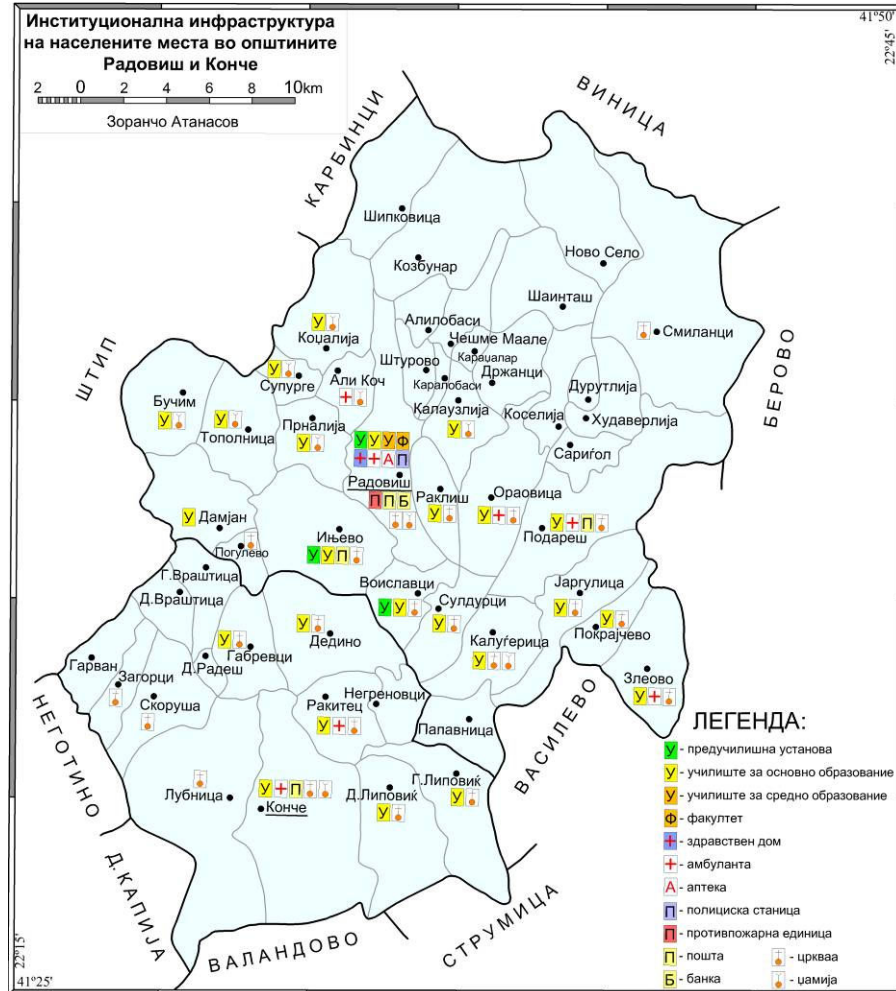 Институционална инфраструктура
на населените места во општините
Радовиш и Конче
2 0 2 4 6 8 10km
Зоранчо Атанасов
41°50'
22°45'
ВИНИЦА
КАРБИНЦИ
ШТИП
БЕРОВО
Шипковица
Козбунар
Ново Село
Шаинташ
Смиланци
Алилобаси
Чешме Маале
Караџалар
У
Коџалија
Штурово
Каралобаси
Држанци
У
Супурге
Али Коч
Дурутлија
Бучим
У
У
Тополница
Прналија
У
Калаузлија
У
Коселија
Худаверлија
Сариѓол
У У У Ф
А П
Радовиш
П П Б
Раклиш
У
Ораовица
У
Подареш
У П
У
Дамјан
Погулево
Ињево
У У П
Г.Враштица
Д.Враштица
Воиславци
У У
Сулдурци
У
Јаргулица
У
У
Покрајчево
Калуѓерица
У
Злеово
У
У
Дедино
У
Габревци
Д.Радеш
Гарван
Загорци
Скоруша
Ракитец
У
Негреновци
Папавница
Лубница
У П
Конче
Д.Липовиќ
У
Г.Липовиќ
У
НЕГОТИНО
Д.КАПИЈА
ВАЛАНДОВО
СТРУМИЦА
ВАСИЛЕВО
ЛЕГЕНДА:
У - предучилишна установа
У - училиште за основно образование
У - училиште за средно образование
Ф - факултет
- здравствен дом
- амбуланта
А - аптека
П - полициска станица
П - противпожарна единица
П - пошта
- црква​а
Б - банка
- џамија
22°15'
41°25'